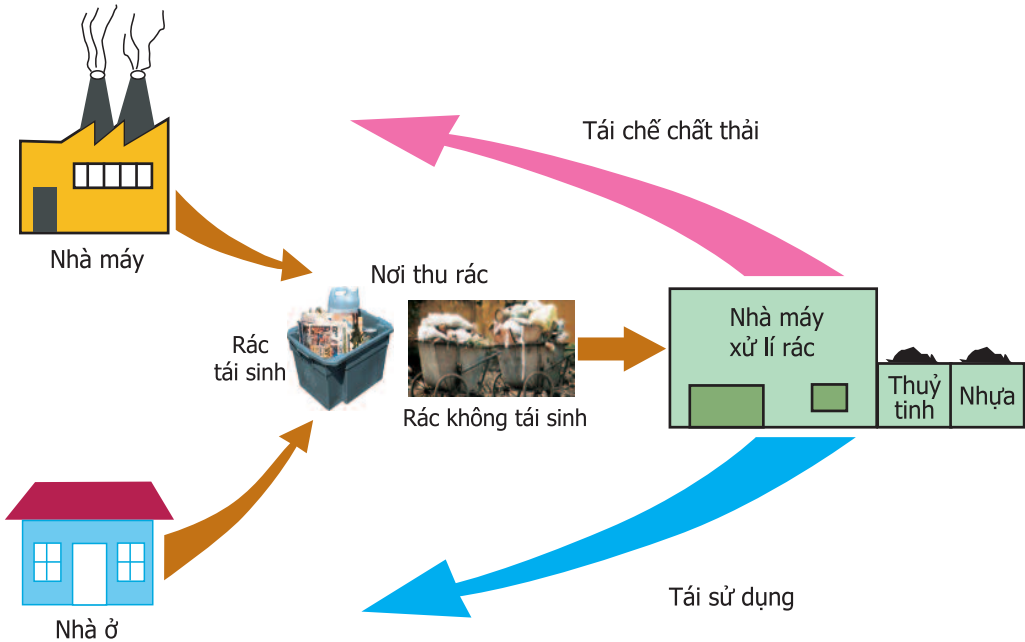 Tái chế chất thải
Nhà máy
Nơi thu rác
Rác
tái sinh
Rác không tái sinh
Nhà máy
xử lí rác
Thuỷ
tinh
Nhựa
Tái sử dụng
Nhà ở